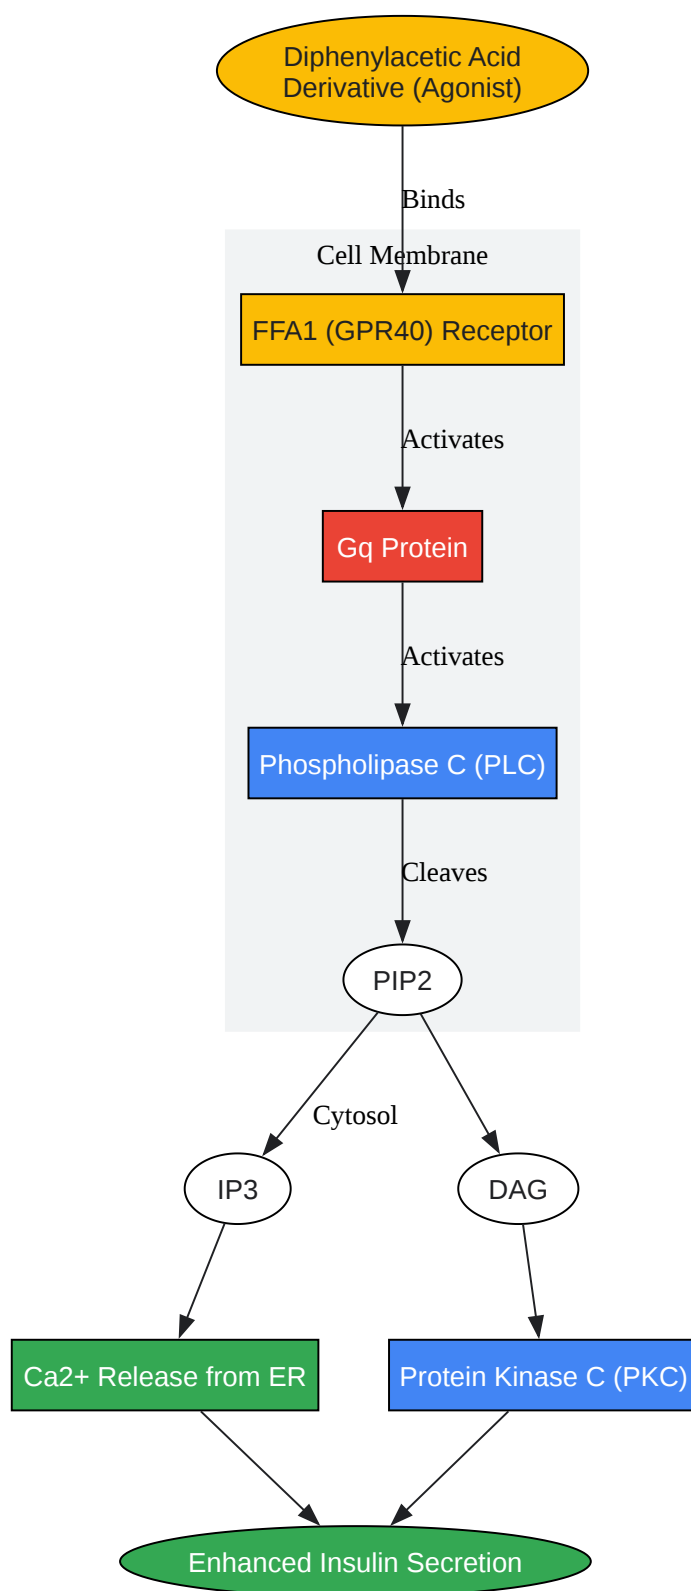 Diphenylacetic Acid
Derivative (Agonist)
Binds
Cell Membrane
FFA1 (GPR40) Receptor
Activates
Gq Protein
Activates
Phospholipase C (PLC)
Cleaves
PIP2
Cytosol
IP3
DAG
Ca2+ Release from ER
Protein Kinase C (PKC)
Enhanced Insulin Secretion